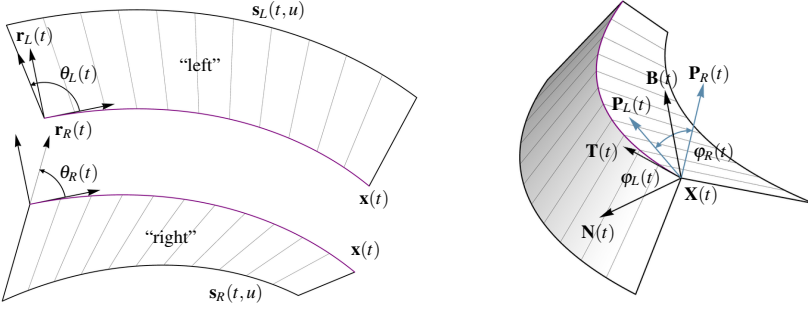 s_L(t, u)
r_L(t)
θ_L(t)
“left”
r_R(t)
θ_R(t)
x(t)
“right”
x(t)
s_R(t, u)
B(t)
P_R(t)
P_L(t)
T(t)
φ_R(t)
φ_L(t)
X(t)
N(t)